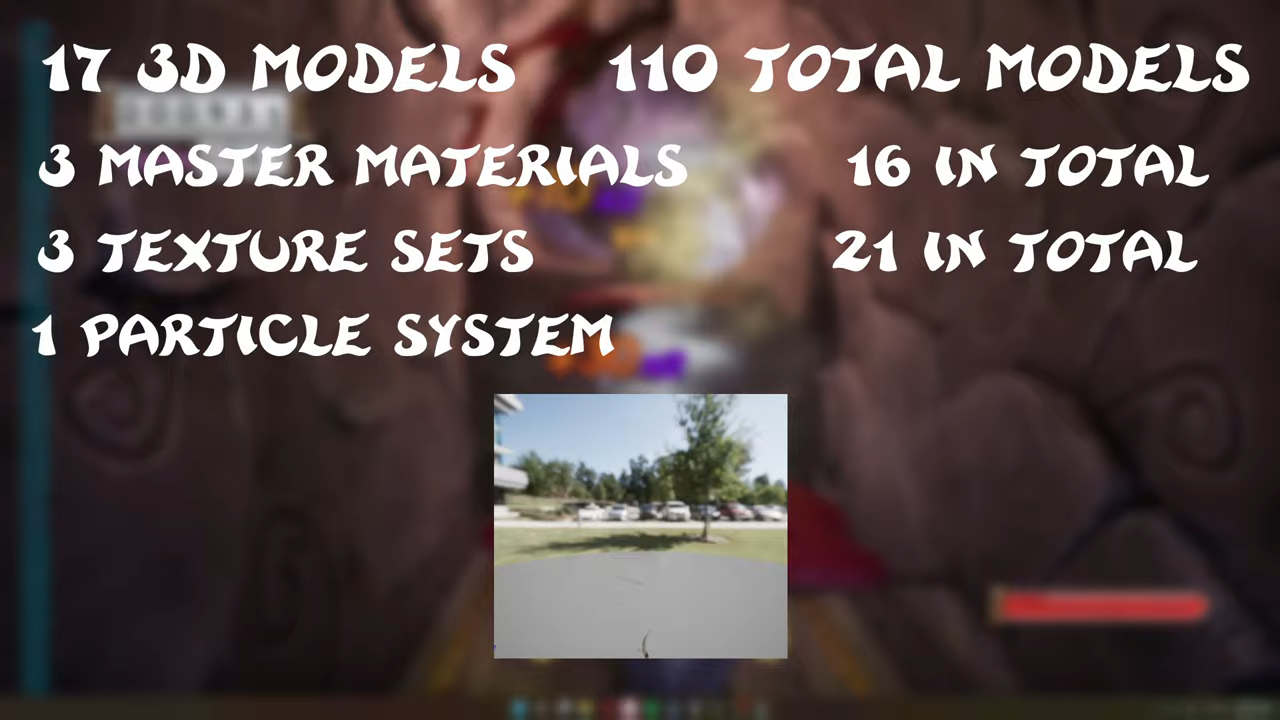 17 3D MODELS 110 TOTAL MODELS
3 MASTER MATERIALS 16 IN TOTAL
3 TEXTURE SETS 21 IN TOTAL
1 PARTICLE SYSTEM